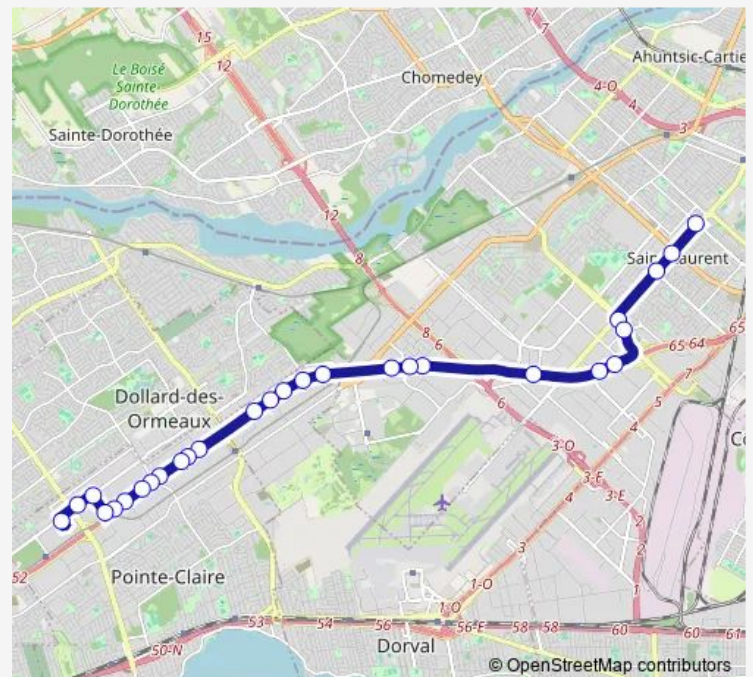 15
12
7
Ahuntsic-Cartie
Chomedey
4-O
4
3
Le Boisé
Sainte-
Dorothée
Sainte-Dorothée
12
8
8
6
65 64
65
7
6
5
Dollard-des-
Ormeaux
3-O
4
3-E
4
3-E
2
2
3
1
52
Pointe-Claire
1-O
1-O
53
54
56
56-E
58
58
60
60
61
50-N
Dorval
© OpenStreetMap contributors